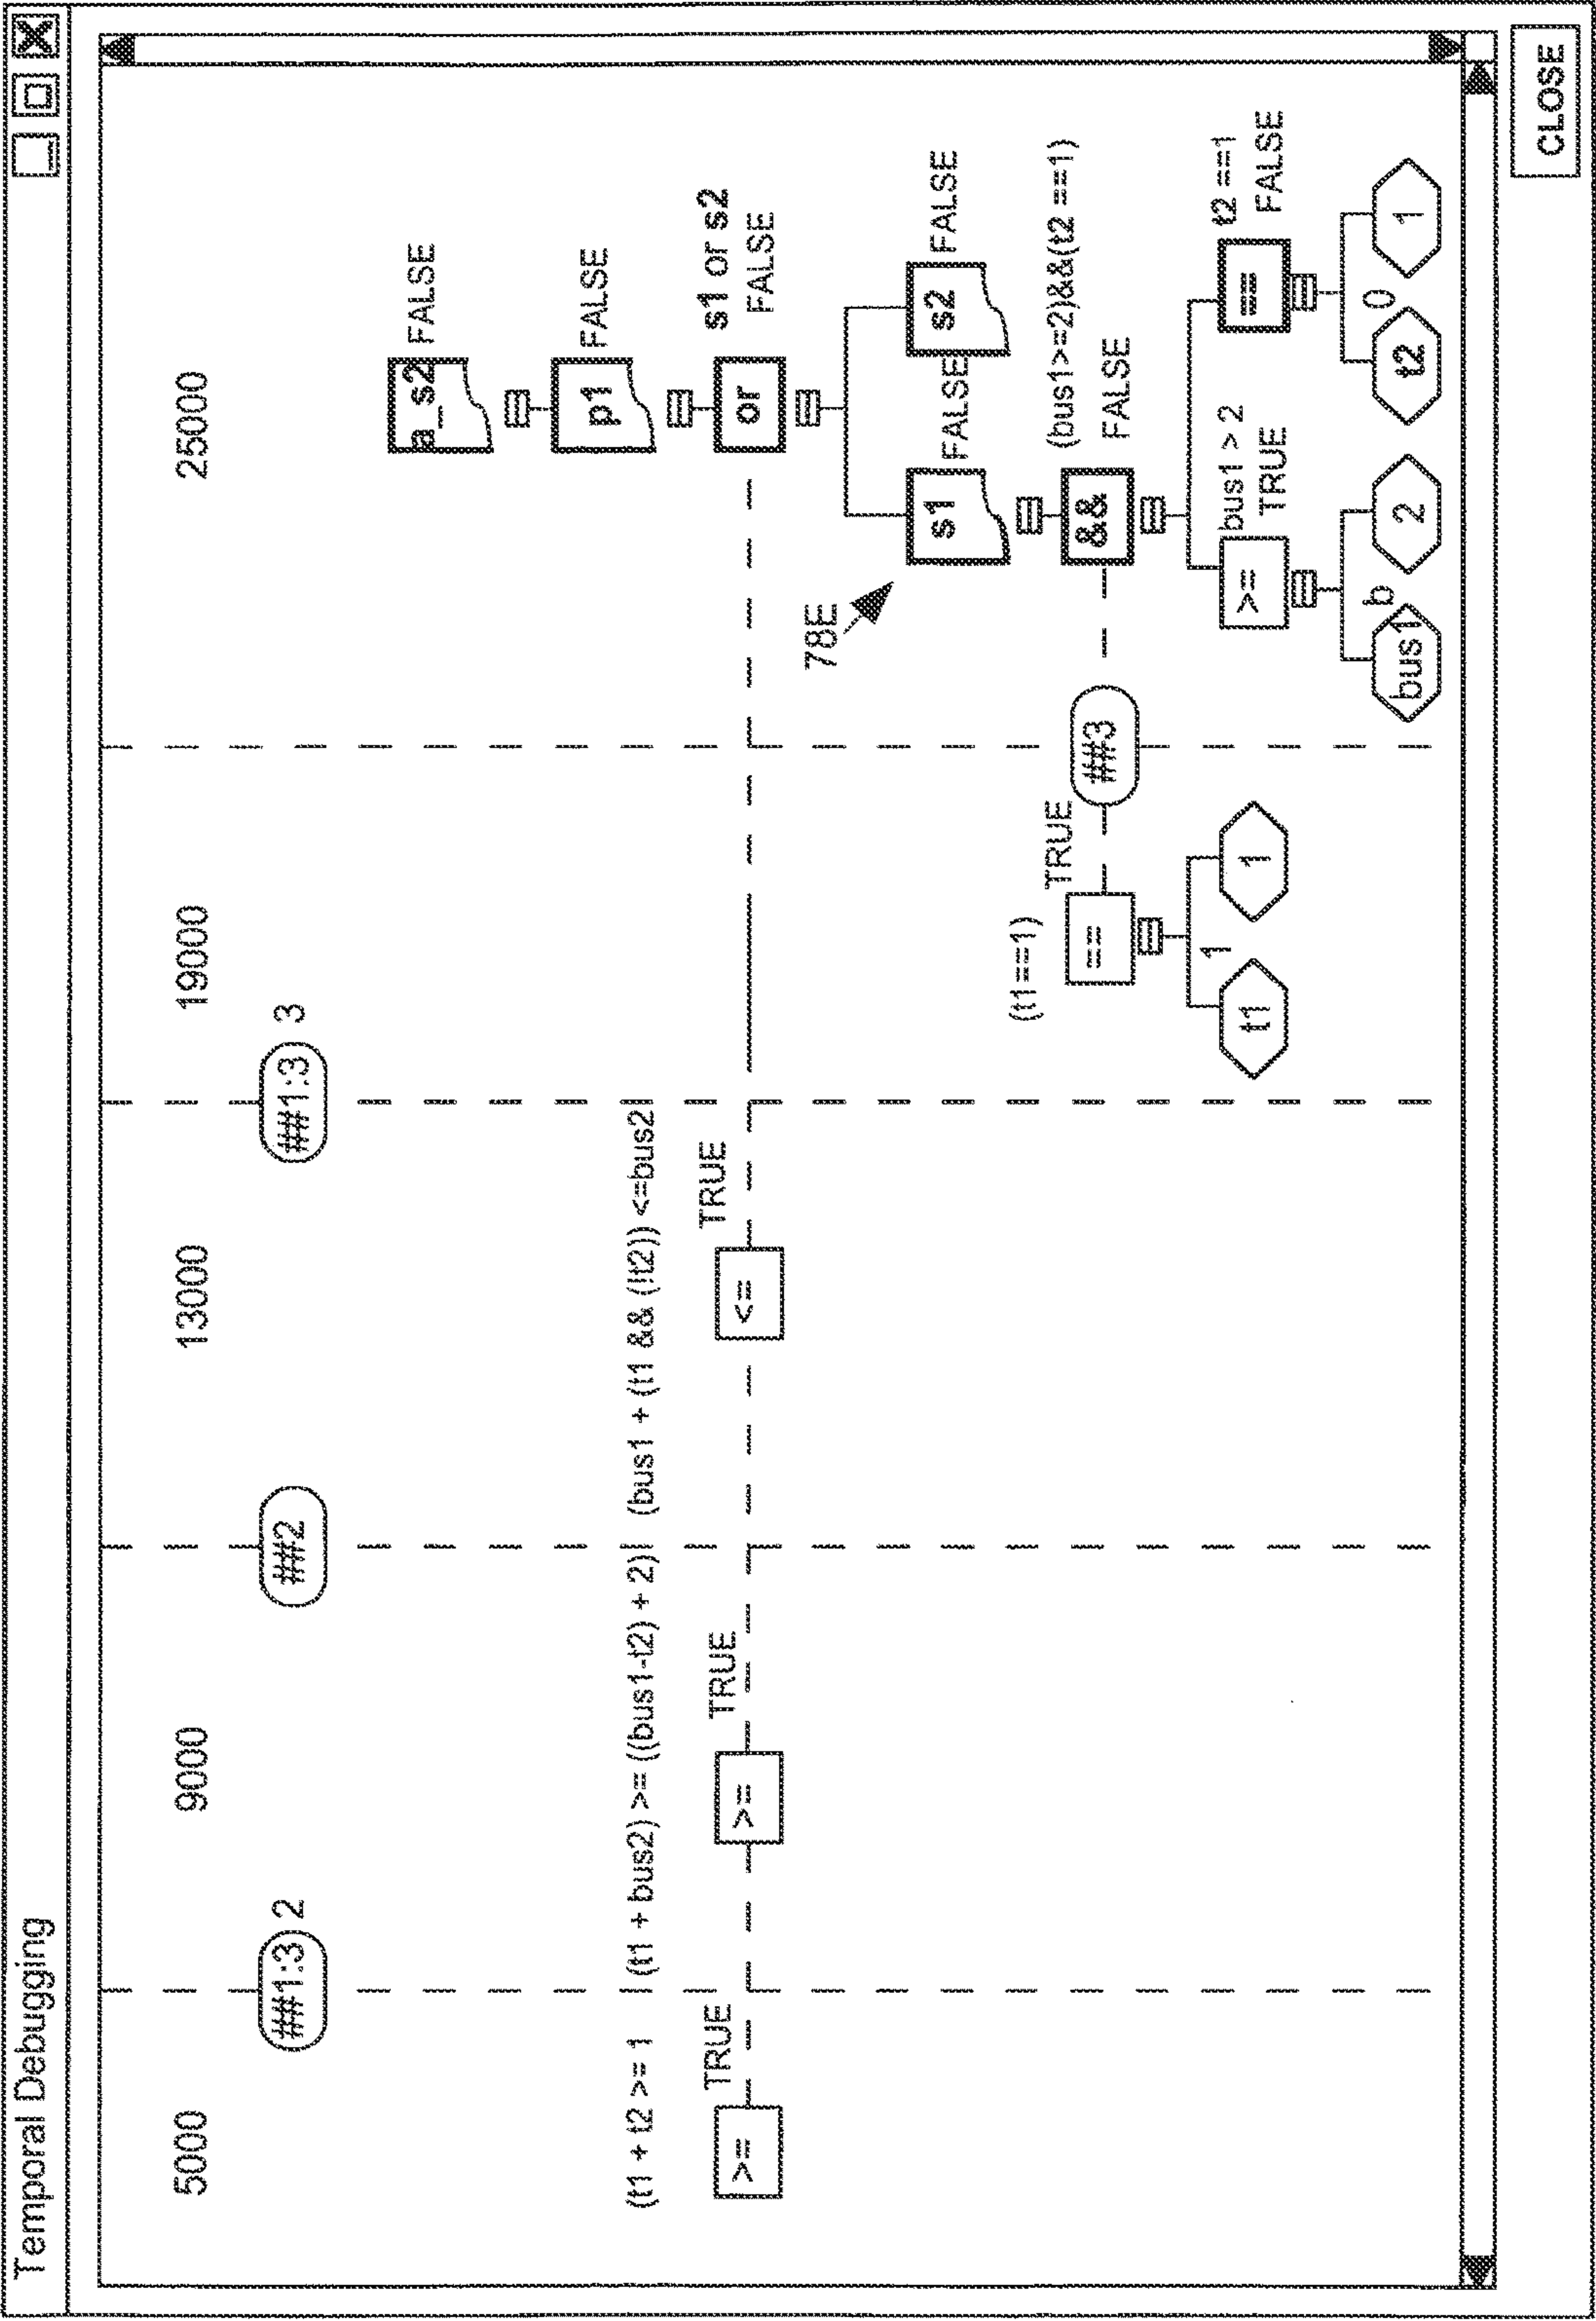 Temporal Debugging
5000
9000
13000
19000
25000
##1:3 2
##2
##1:3 3
a_s2 FALSE
p1 FALSE
(t1 + t2 >= 1
(t1 + bus2) >= ((bus1-t2) + 2)
(bus1 + (t1 && (!t2)) <=bus2
s1 or s2
TRUE
TRUE
TRUE
FALSE
>=
>=
<=
or
78E
s1 FALSE
s2 FALSE
(t1==1)
TRUE
(bus1>=2)&&(t2 ==1)
FALSE
==
##3
&&
bus1 > 2
TRUE
t2 ==1
FALSE
t1
1
1
>=
==
bus1
b
2
t2
0
1
CLOSE